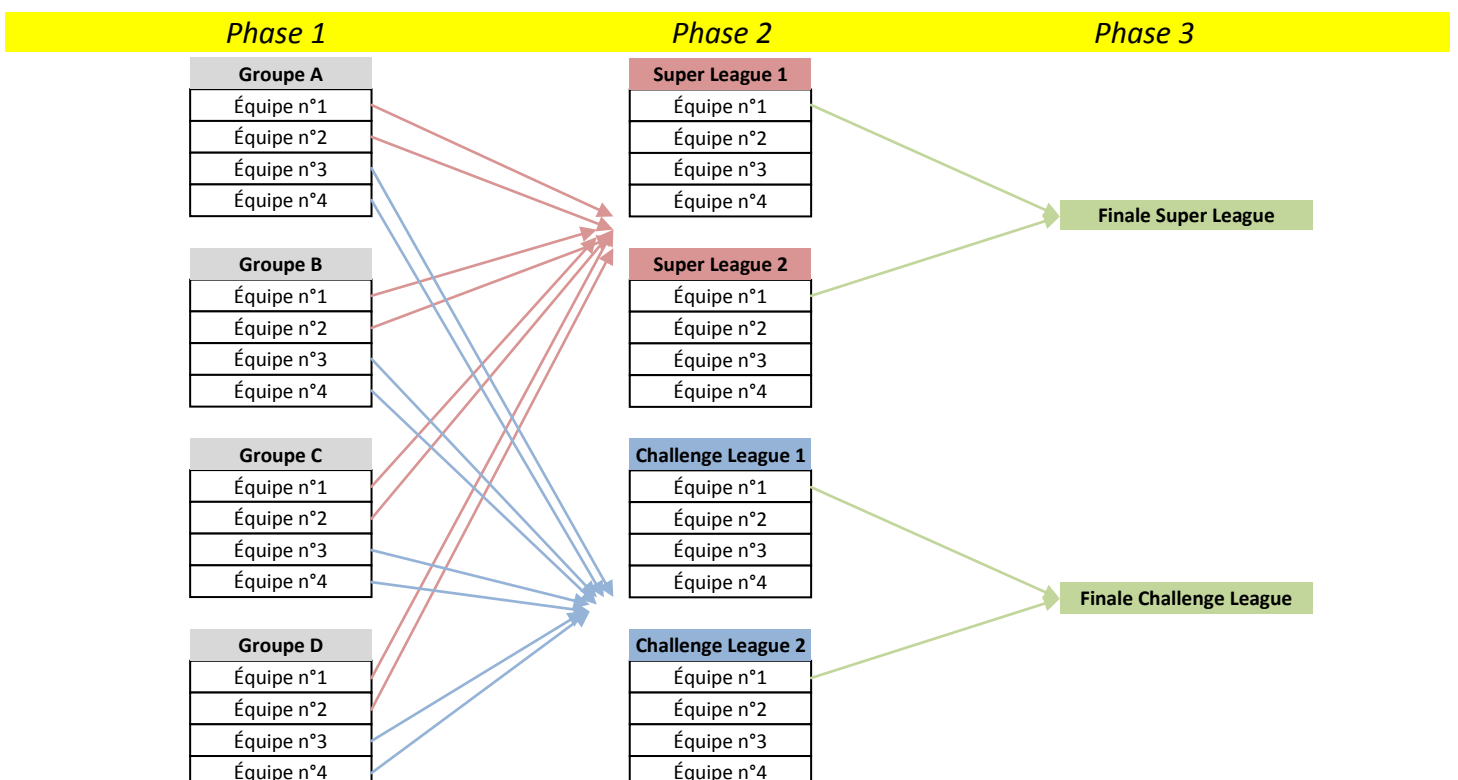 Phase 1 Phase 2 Phase 3
Groupe A
Équipe n°1
Équipe n°2
Équipe n°3
Équipe n°4
Groupe B
Équipe n°1
Équipe n°2
Équipe n°3
Équipe n°4
Groupe C
Équipe n°1
Équipe n°2
Équipe n°3
Équipe n°4
Groupe D
Équipe n°1
Équipe n°2
Équipe n°3
Équipe n°4
Super League 1
Équipe n°1
Équipe n°2
Équipe n°3
Équipe n°4
Super League 2
Équipe n°1
Équipe n°2
Équipe n°3
Équipe n°4
Challenge League 1
Équipe n°1
Équipe n°2
Équipe n°3
Équipe n°4
Challenge League 2
Équipe n°1
Équipe n°2
Équipe n°3
Équipe n°4
Finale Super League
Finale Challenge League